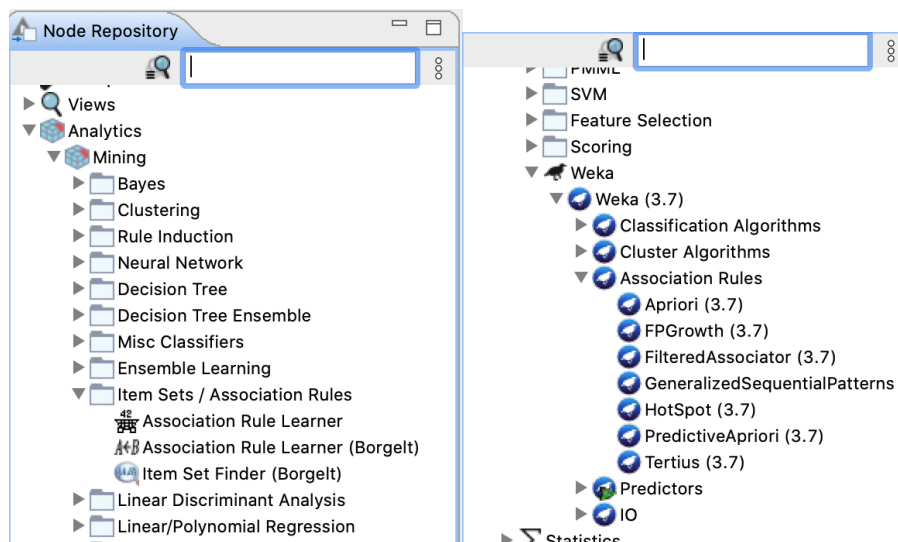 Node Repository
Views
Analytics
Mining
Bayes
Clustering
Rule Induction
Neural Network
Decision Tree
Decision Tree Ensemble
Misc Classifiers
Ensemble Learning
Item Sets / Association Rules
Association Rule Learner
Association Rule Learner (Borgelt)
Item Set Finder (Borgelt)
Linear Discriminant Analysis
Linear/Polynomial Regression
PMML
SVM
Feature Selection
Scoring
Weka
Weka (3.7)
Classification Algorithms
Cluster Algorithms
Association Rules
Apriori (3.7)
FPGrowth (3.7)
FilteredAssociator (3.7)
GeneralizedSequentialPatterns
HotSpot (3.7)
PredictiveApriori (3.7)
Tertius (3.7)
Predictors
IO
Statistics